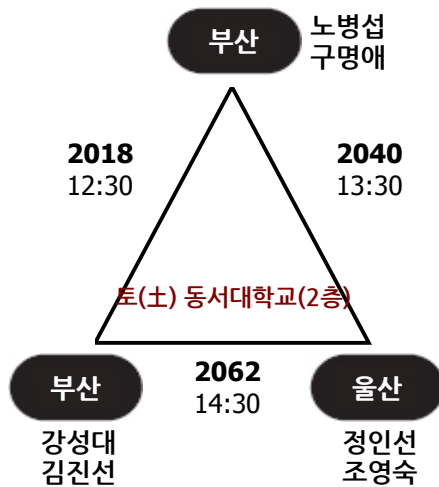 부산
노병섭
구명애
2018
12:30
2040
13:30
토(土) 동서대학교(2층)
2062
14:30
부산
강성대
김진선
울산
정인선
조영숙